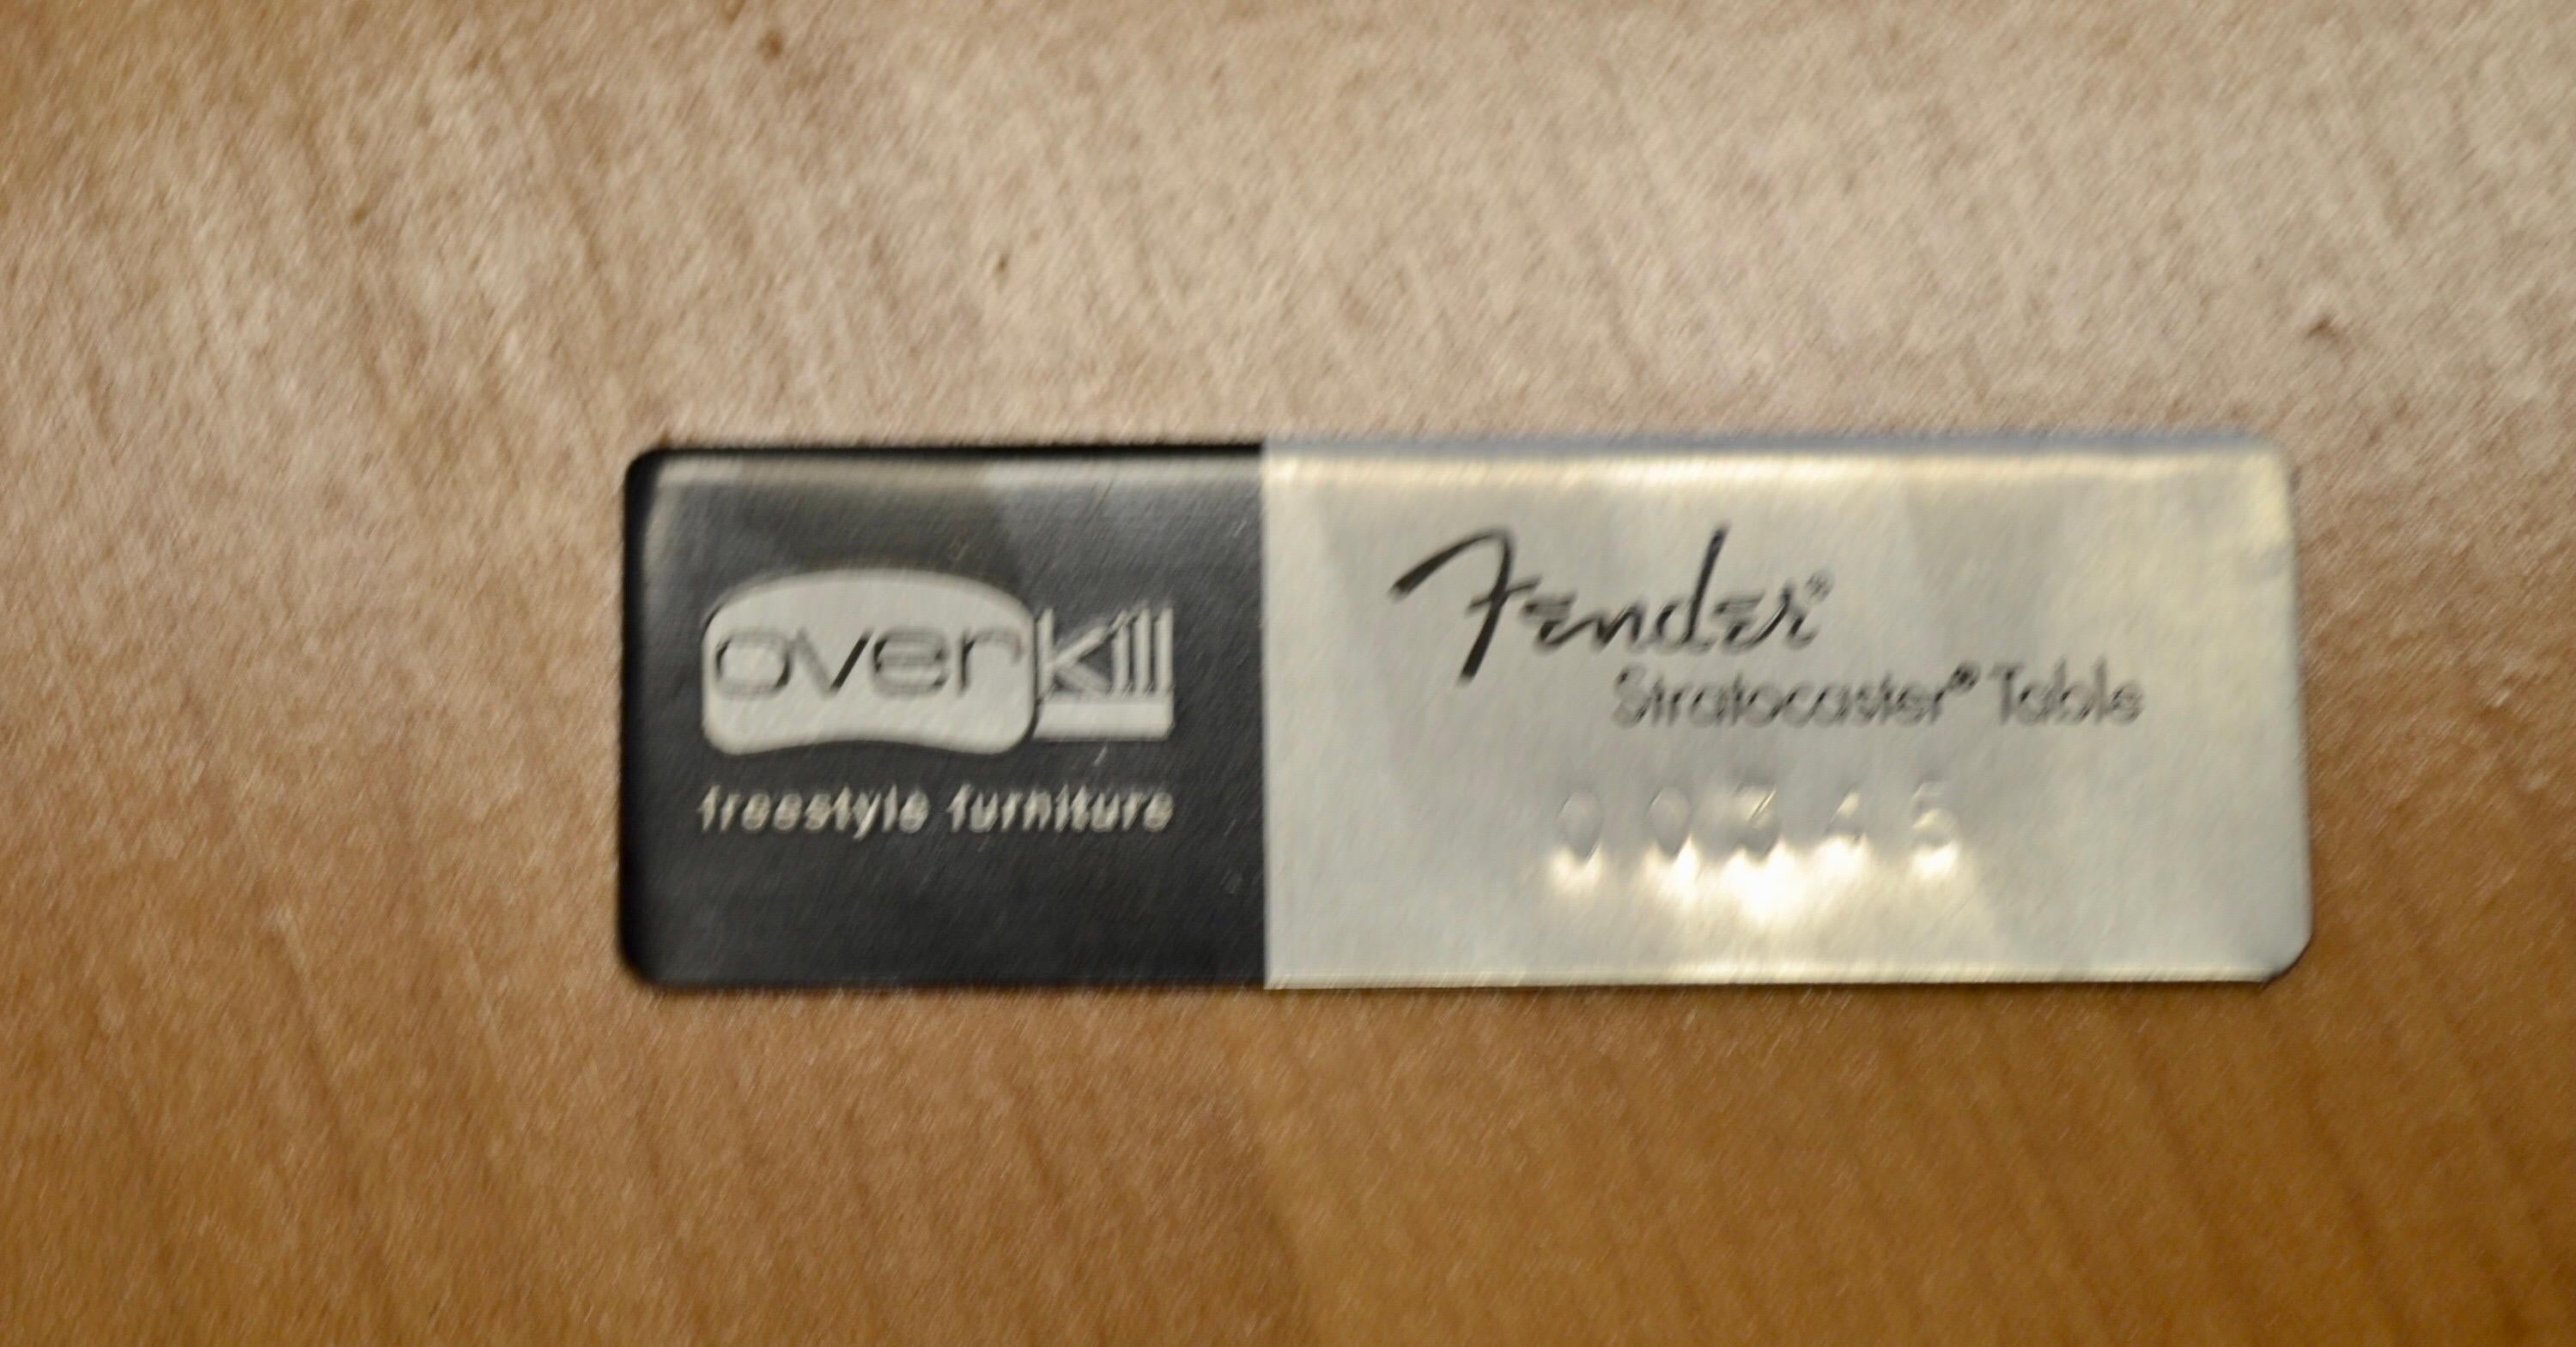 overkill
freestyle furniture
Fender®
Stratocaster® Table